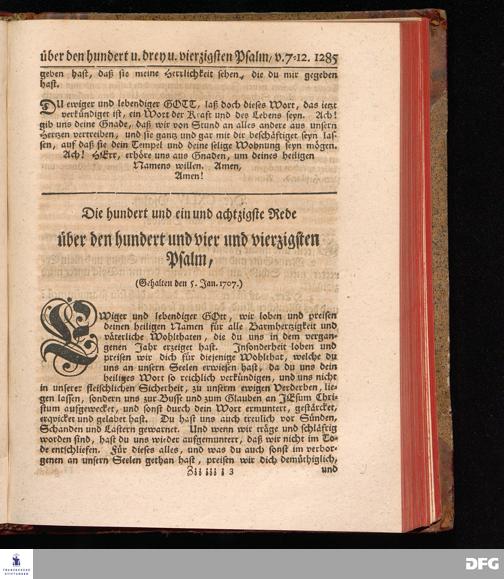 über den hundert u. drey u. vierzigsten Psalm, v. 7-12. 1285
geben hast, daß sie meine Herrlichkeit sehen, die du mir gegeben
hast.
DU ewiger und lebendiger GOTT, laß doch dieses Wort, das ietzt
verkündiget ist, ein Wort der Kraft und des Lebens seyn. Ach!
gib uns deine Gnade, daß wir von Stund an alles andere aus unsern
Hertzen vertreiben, und sie gantz und gar mit dir beschäftiget seyn las-
sen, auf daß sie dein Tempel und deine selige Wohnung seyn mögen.
Ach! HErr, erhöre uns aus Gnaden, um deines heiligen
Namens willen. Amen,
Amen!
Die hundert und ein und achtzigste Rede
über den hundert und vier und vierzigsten
Psalm,
(Gehalten den 5. Jan. 1707.)
EWiger und lebendiger GOtt, wir loben und preisen
deinen heiligen Namen für alle Barmhertzigkeit und
väterliche Wohlthaten, die du uns in dem vergan-
genen Jahr erzeiget hast. Insonderheit loben und
preisen wir dich für diejenige Wohlthat, welche du
uns an unsern Seelen erwiesen hast, da du uns dein
heiliges Wort so reichlich verkündigen, und uns nicht
in unserer fleischlichen Sicherheit, zu unserm ewigen Verderben, lie-
gen lassen, sondern uns zur Busse und zum Glauben an JEsum Chri-
stum aufgewecket, und sonst durch dein Wort ermuntert, gestärcket,
erquicket und gelabet hast. Du hast uns auch treulich vor Sünden,
Schanden und Lastern gewarnet. Und wenn wir träge und schläfrig
worden sind, hast du uns wieder aufgemuntert, daß wir nicht im To-
de entschliefen. Für dieses alles, und was du auch sonst im verbor-
genen an unsern Seelen gethan hast, preisen wir dich demüthiglich,
und
FRANCKESCHE
STIFTUNGEN
DFG